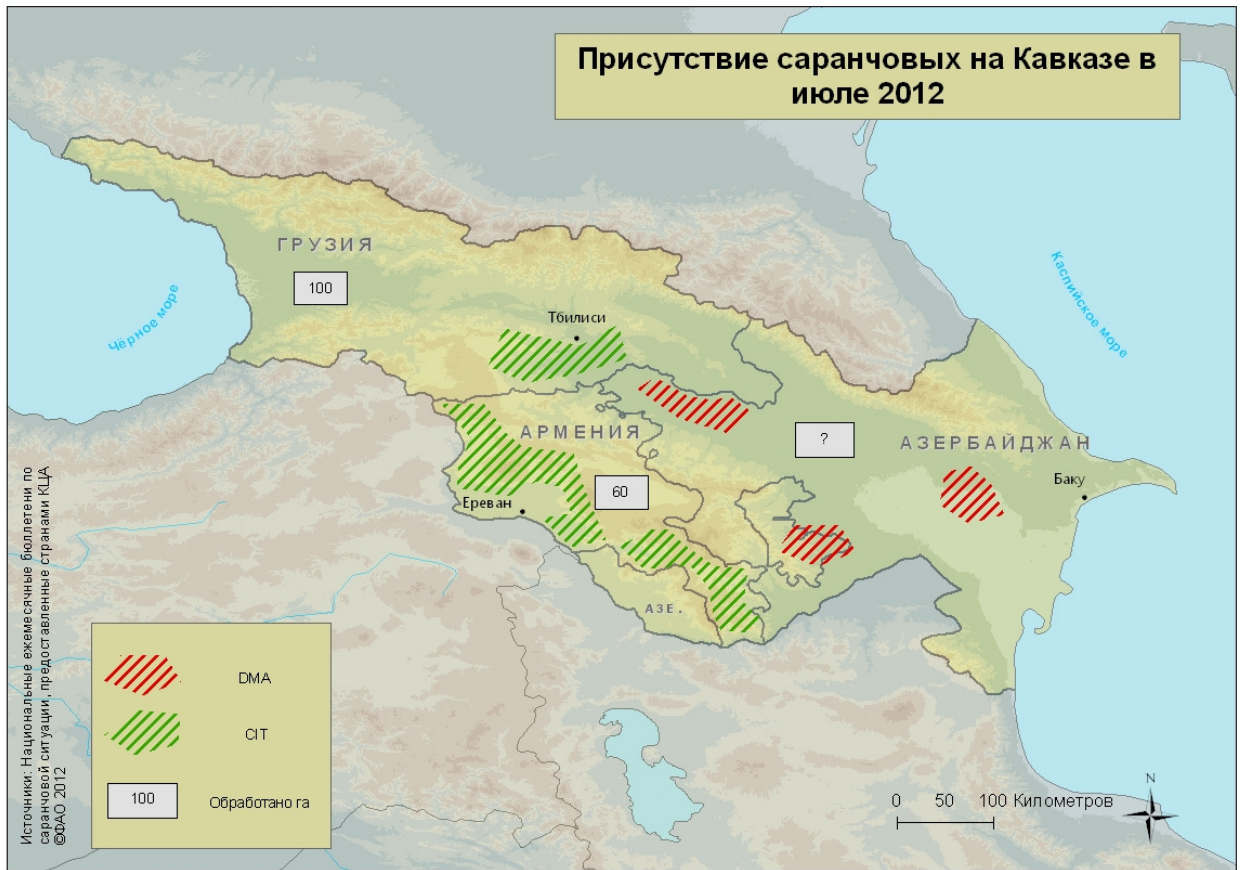 Присутствие саранчовых на Кавказе в
июле 2012
ГРУЗИЯ
100
Чёрное море
Тбилиси
Каспийское море
АРМЕНИЯ
?
АЗЕРБАЙДЖАН
60
Ереван
Баку
АЗЕ.
DMA
CIT
100 Обработано га
0 50 100 Километров
N
Источники: Национальные ежемесячные бюллетени по
саранчовой ситуации, предоставленные странами КЦА
©ФАО 2012